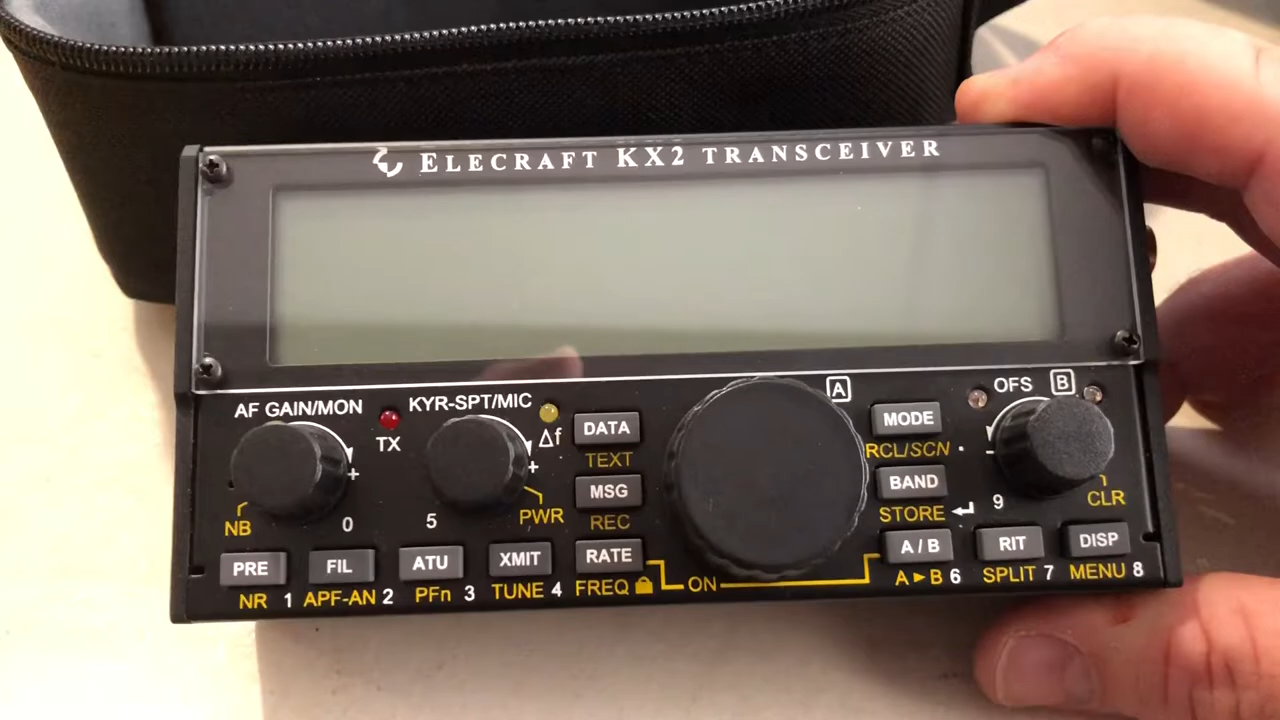 ELECRAFT KX2 TRANSCEIVER
AF GAIN/MON
TX
KYR-SPT/MIC
Δf
A
OFS
B
DATA
TEXT
MODE
RCL/SCN .
+
+
-
MSG
REC
BAND
STORE
9
CLR
NB
0
5
PWR
PRE
FIL
ATU
XMIT
RATE
A / B
RIT
DISP
NR 1
APF-AN 2
PFn 3
TUNE 4
FREQ
ON
A ► B 6
SPLIT 7
MENU 8